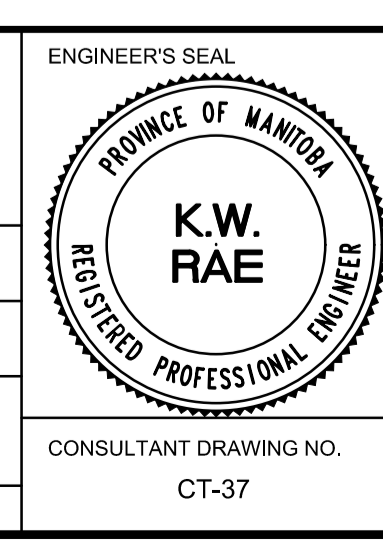 ENGINEER'S SEAL
PROVINCE OF MANITOBA
K.W.
RAE
REGISTERED PROFESSIONAL ENGINEER
CONSULTANT DRAWING NO.
CT-37